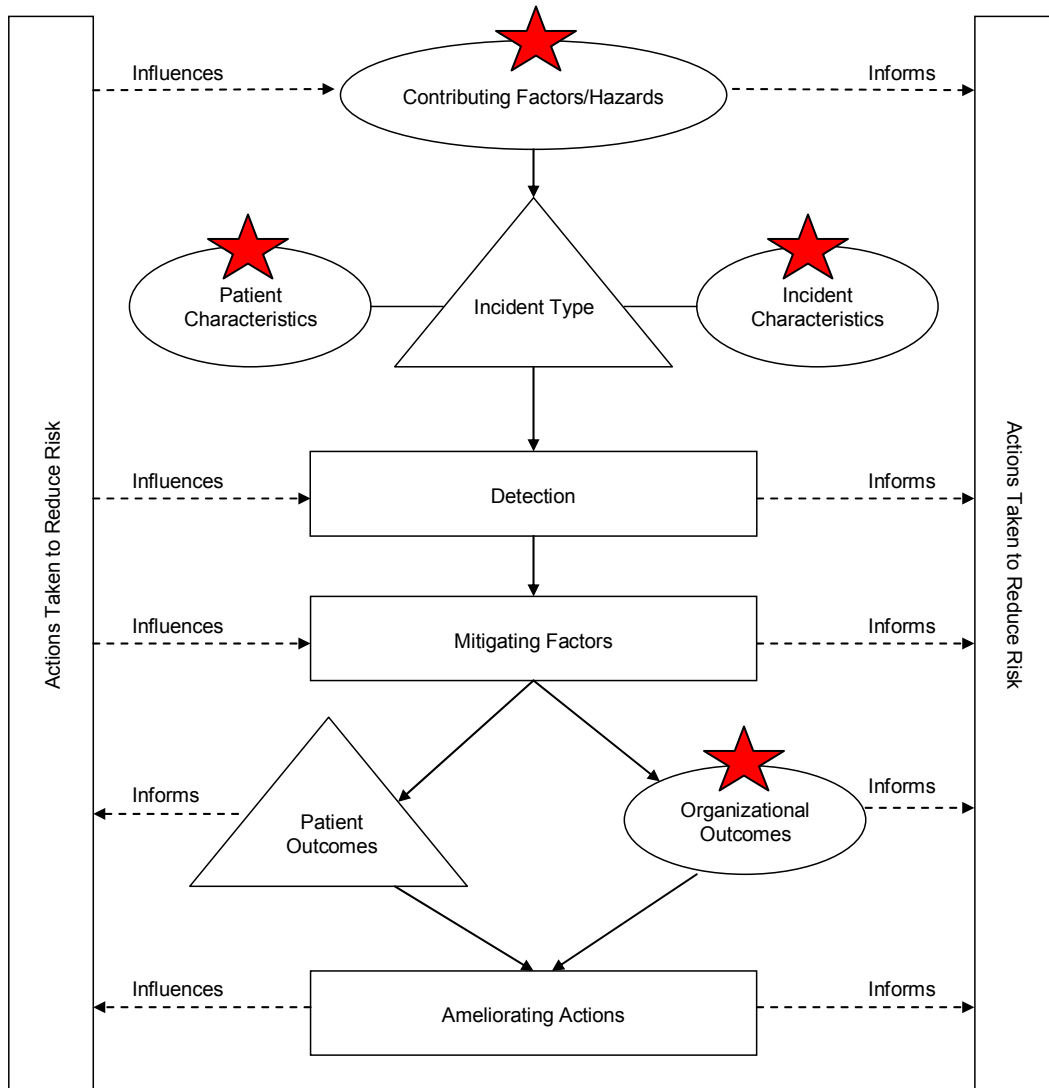 Influences
Informs
Contributing Factors/Hazards
Patient
Characteristics
Incident Type
Incident
Characteristics
Actions Taken to Reduce Risk
Actions Taken to Reduce Risk
Influences
Detection
Informs
Influences
Mitigating Factors
Informs
Informs
Patient
Outcomes
Organizational
Outcomes
Informs
Influences
Ameliorating Actions
Informs